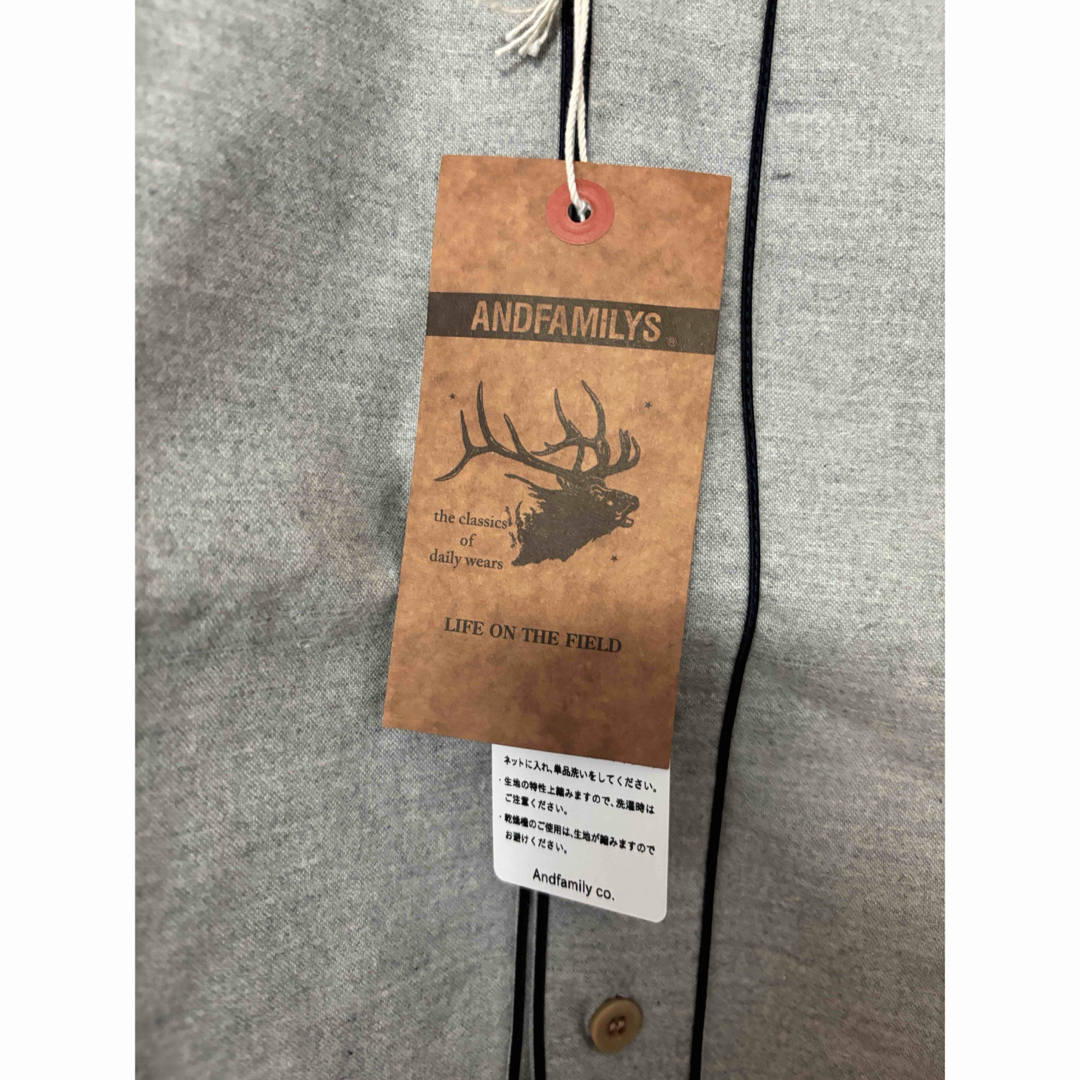 ANDFAMILYS®
the classics
of
daily wears
LIFE ON THE FIELD
ネットに入れ、単品洗いをしてください。
・生地の特性上縮みますので、洗濯時は
ご注意ください。
・乾燥機のご使用は、生地が縮みますので
お避けください。
Andfamily co.